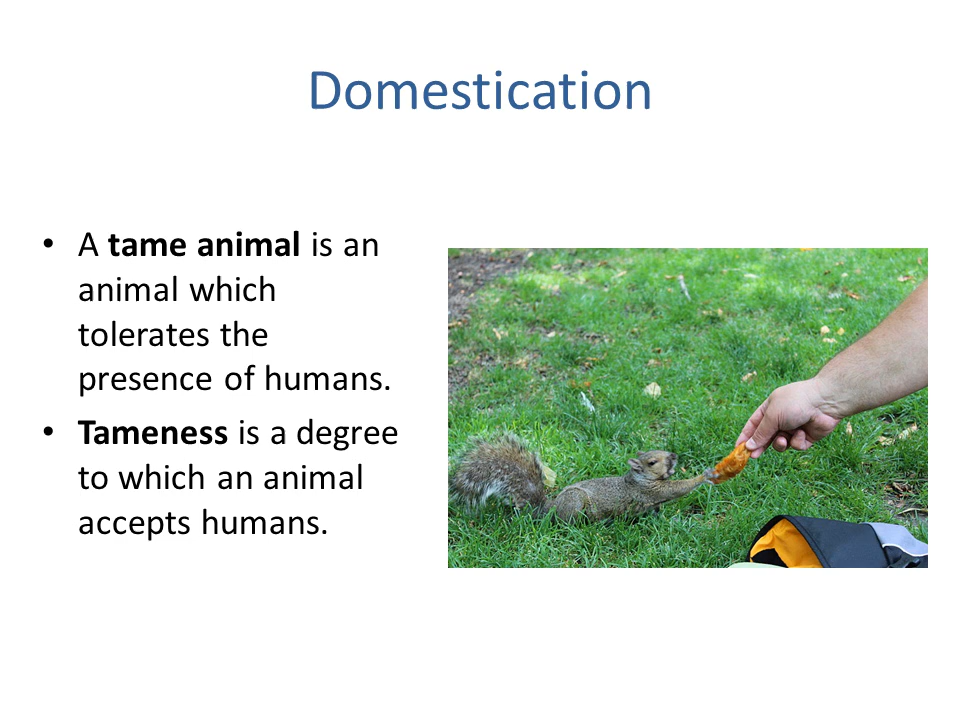 Domestication
• A tame animal is an
animal which
tolerates the
presence of humans.
• Tameness is a degree
to which an animal
accepts humans.